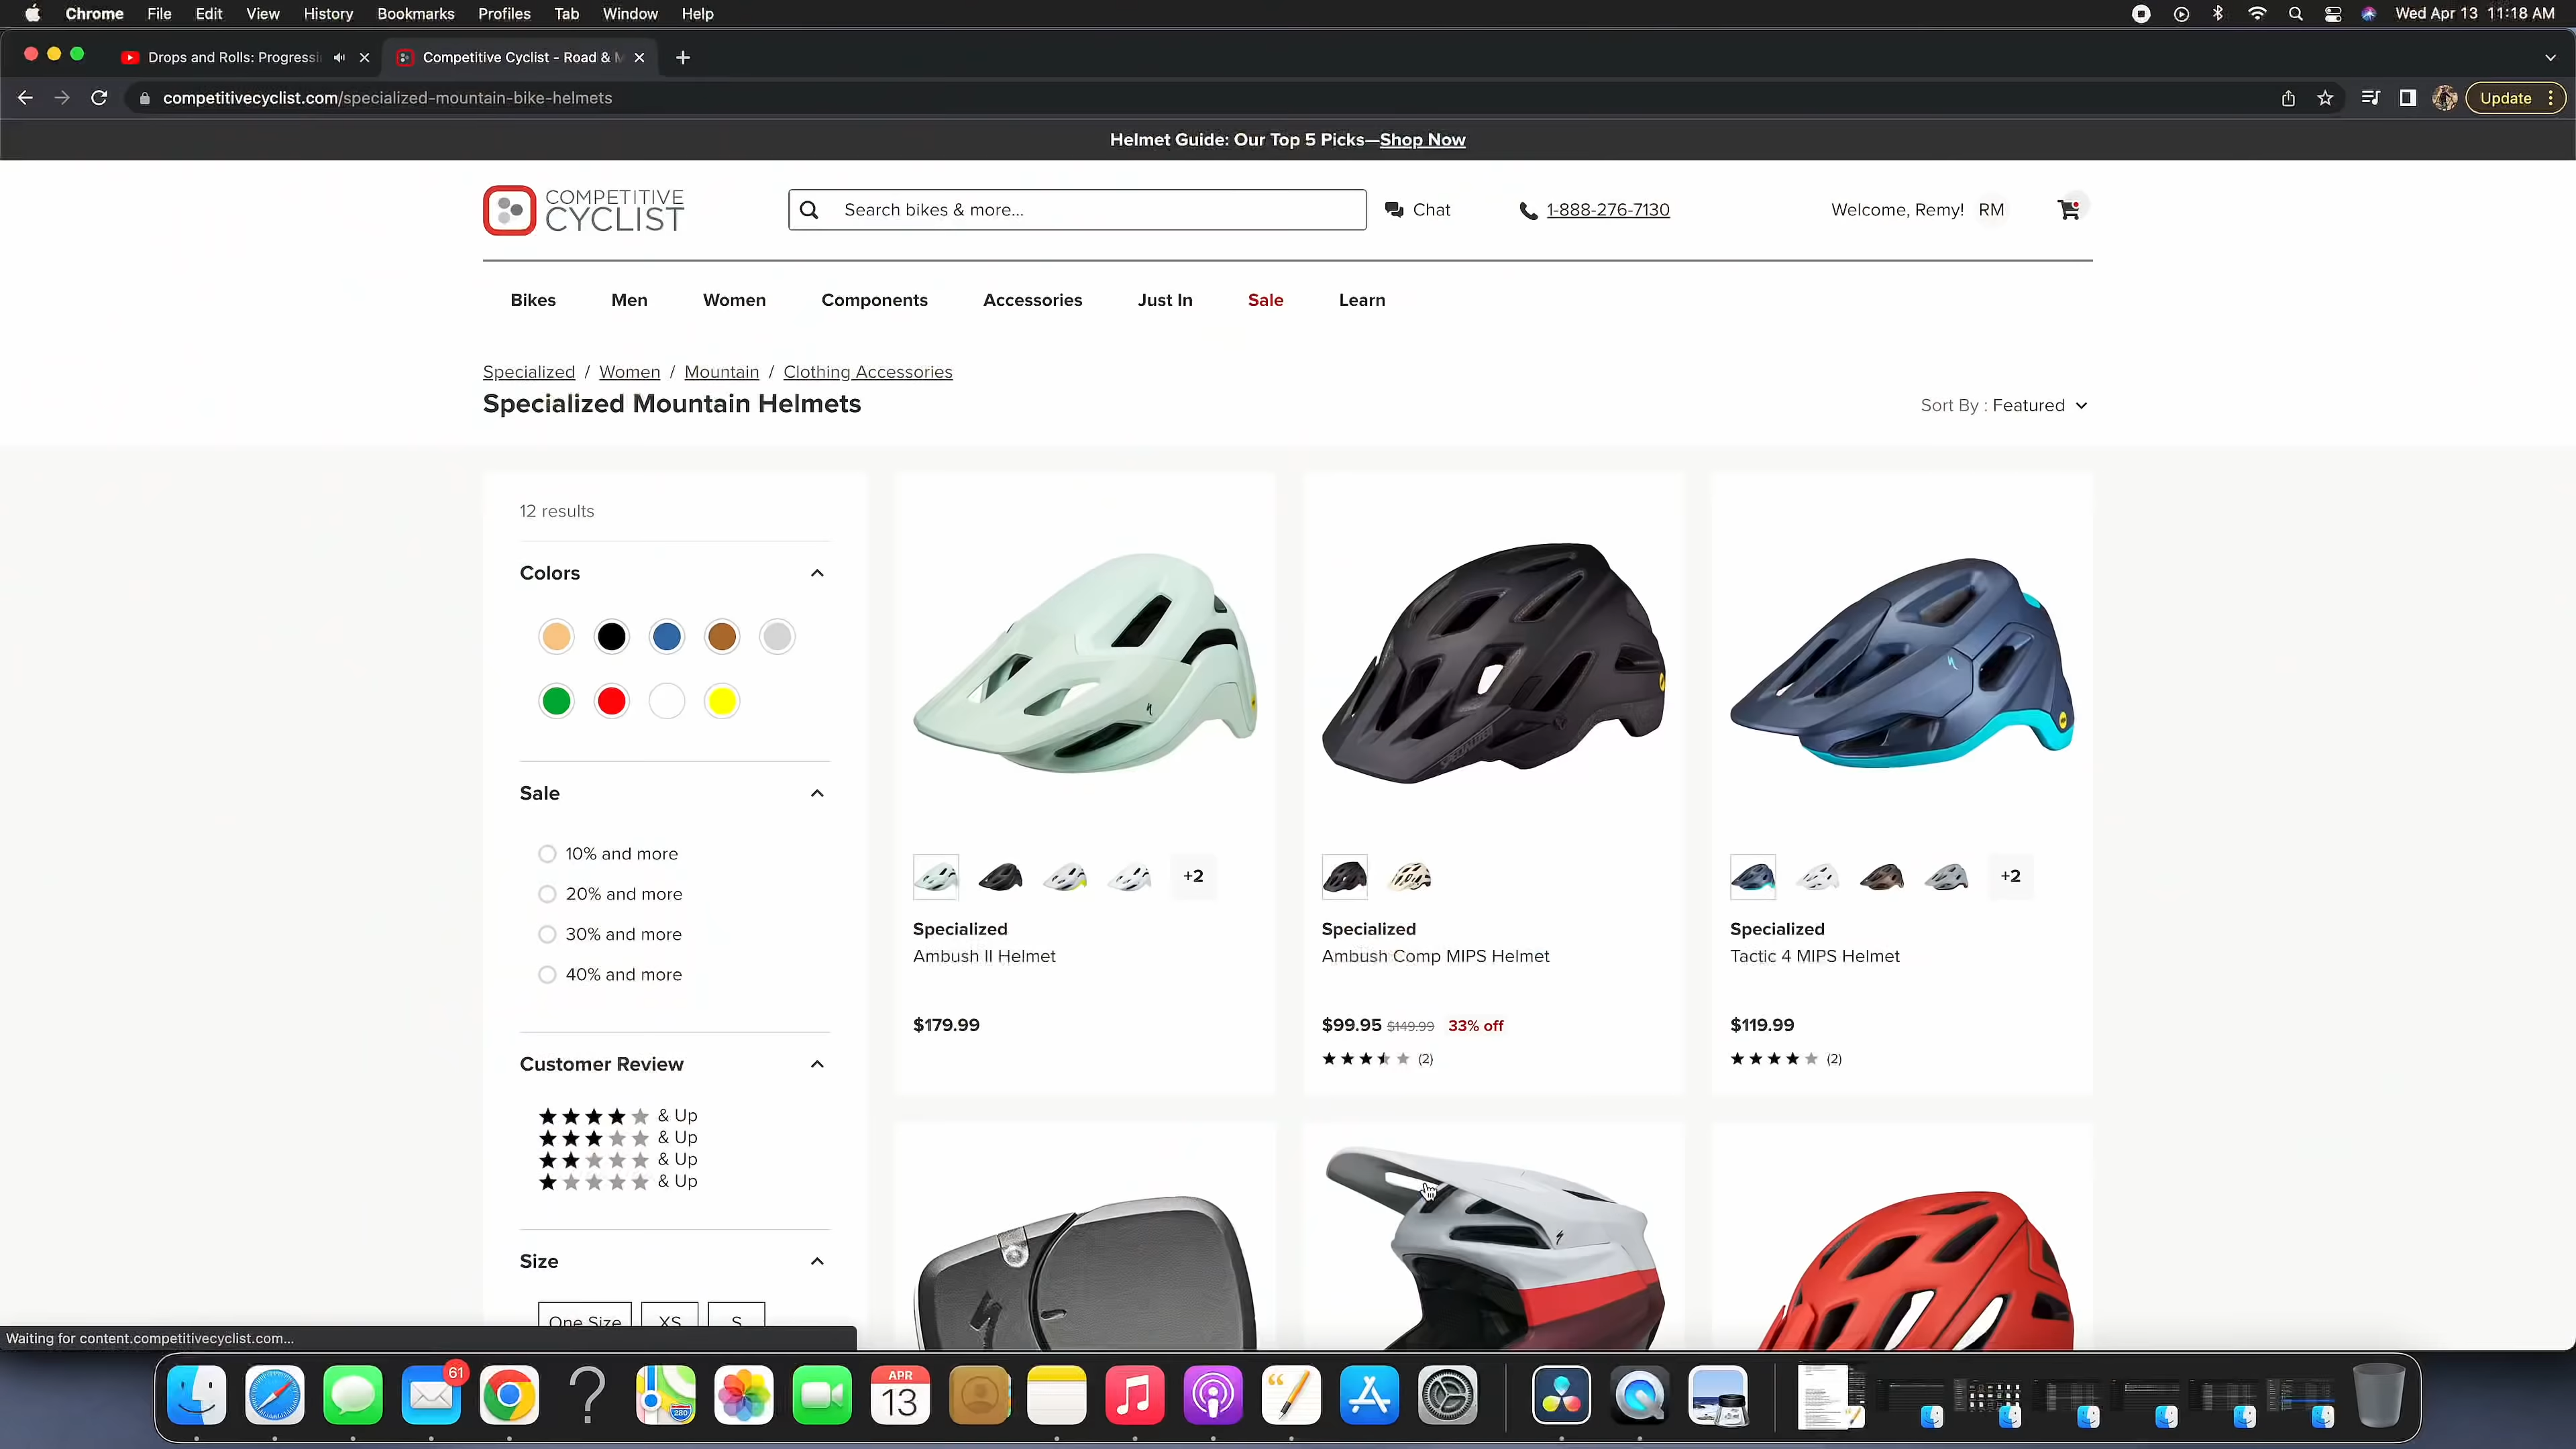 Chrome File Edit View History Bookmarks Profiles Tab Window Help Wed Apr 13 11:18 AM
Drops and Rolls: Progressi Competitive Cyclist - Road & M
competitivecyclist.com/specialized-mountain-bike-helmets Update
Helmet Guide: Our Top 5 Picks—Shop Now
COMPETITIVE CYCLIST
Search bikes & more...
Chat
1-888-276-7130
Welcome, Remy! RM
Bikes Men Women Components Accessories Just In Sale Learn
Specialized / Women / Mountain / Clothing Accessories
Specialized Mountain Helmets
Sort By : Featured
12 results
Colors
Sale
10% and more
20% and more
30% and more
40% and more
Customer Review
& Up
& Up
& Up
& Up
Size
One Size XS S
+2
Specialized
Ambush II Helmet
$179.99
SPECIALIZED
Specialized
Ambush Comp MIPS Helmet
$99.95 $149.99 33% off
(2)
+2
Specialized
Tactic 4 MIPS Helmet
$119.99
(2)
Waiting for content.competitivecyclist.com...
61
280
APR
13